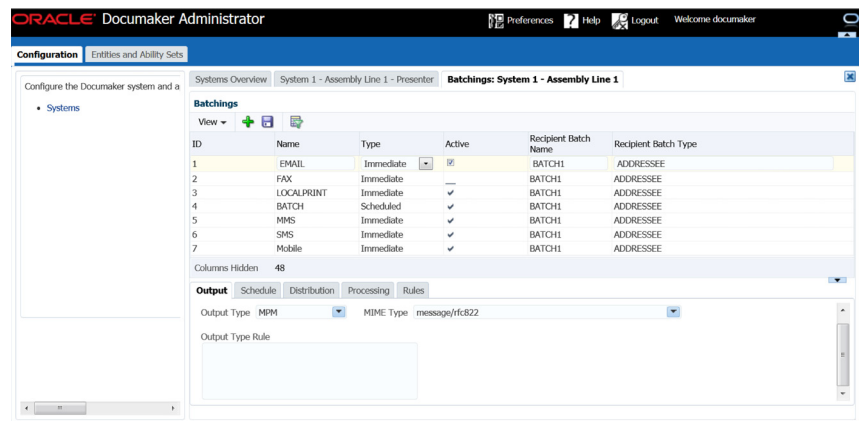 ORACLE Documaker Administrator Preferences ? Help Logout Welcome documaker
Configuration Entities and Ability Sets
Systems Overview System 1 - Assembly Line 1 - Presenter Batchings: System 1 - Assembly Line 1
Configure the Documaker system and a
• Systems
Batchings
View
ID Name Type Active Recipient Batch Name Recipient Batch Type
1 EMAIL Immediate BATCH1 ADDRESSEE
2 FAX Immediate BATCH1 ADDRESSEE
3 LOCALPRINT Immediate BATCH1 ADDRESSEE
4 BATCH Scheduled BATCH1 ADDRESSEE
5 MMS Immediate BATCH1 ADDRESSEE
6 SMS Immediate BATCH1 ADDRESSEE
7 Mobile Immediate BATCH1 ADDRESSEE
Columns Hidden 48
Output Schedule Distribution Processing Rules
Output Type MPM MIME Type message/rfc822
Output Type Rule